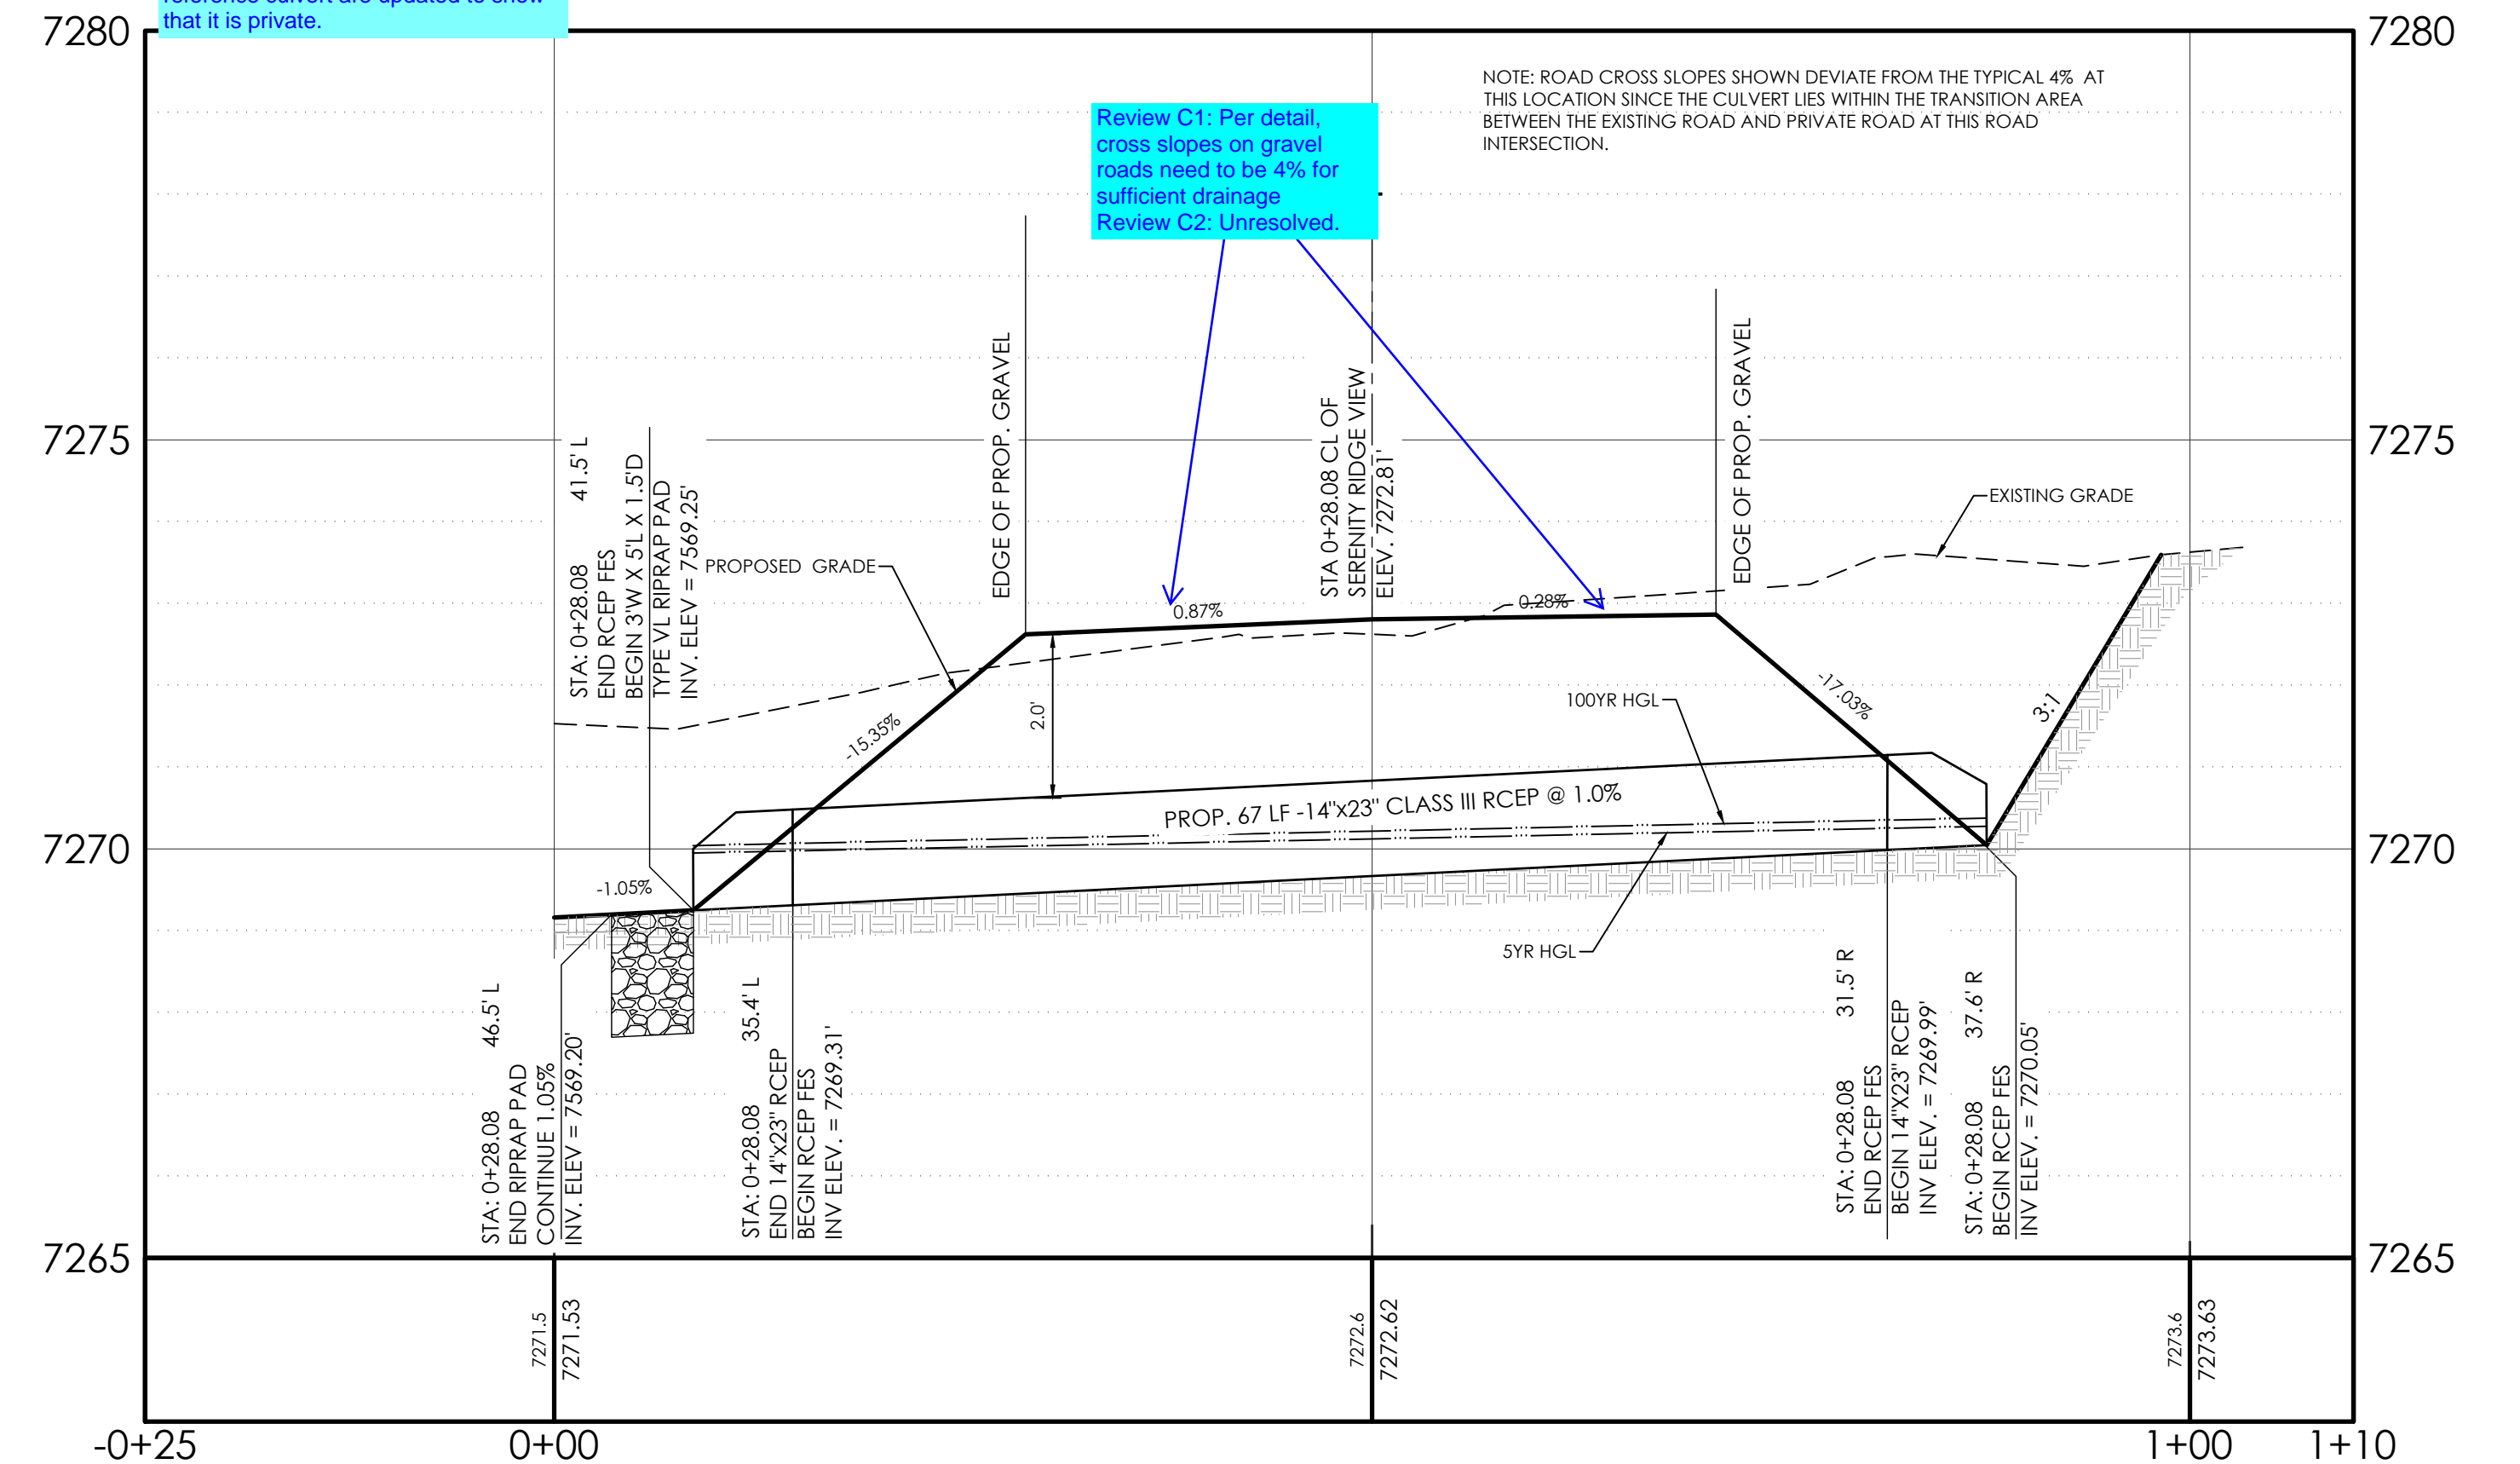 that it is private.
7280
7280
NOTE: ROAD CROSS SLOPES SHOWN DEVIATE FROM THE TYPICAL 4% AT
THIS LOCATION SINCE THE CULVERT LIES WITHIN THE TRANSITION AREA
BETWEEN THE EXISTING ROAD AND PRIVATE ROAD AT THIS ROAD
INTERSECTION.
Review C1: Per detail,
cross slopes on gravel
roads need to be 4% for
sufficient drainage
Review C2: Unresolved.
7275
7275
STA: 0+28.08 41.5' L
END RCEP FES
BEGIN 3'W X 5'L X 1.5'D
TYPE VL RIPRAP PAD
INV. ELEV = 7569.25'
PROPOSED GRADE
EDGE OF PROP. GRAVEL
STA 0+28.08 CL OF
SERENITY RIDGE VIEW
ELEV. 7272.81'
EDGE OF PROP. GRAVEL
EXISTING GRADE
0.87%
0.28%
-15.35%
2.0'
100YR HGL
-17.03%
3:1
PROP. 67 LF -14"x23" CLASS III RCEP @ 1.0%
7270
7270
-1.05%
5YR HGL
STA: 0+28.08 46.5' L
END RIPRAP PAD
CONTINUE 1.05%
INV. ELEV = 7569.20'
STA: 0+28.08 35.4' L
END 14"x23" RCEP
BEGIN RCEP FES
INV ELEV. = 7269.31'
STA: 0+28.08 31.5' R
END RCEP FES
BEGIN 14"X23" RCEP
INV ELEV. = 7269.99'
STA: 0+28.08 37.6' R
BEGIN RCEP FES
INV ELEV. = 7270.05'
7265
7265
7271.5
7271.53
7272.6
7272.62
7273.6
7273.63
-0+25
0+00
1+00
1+10